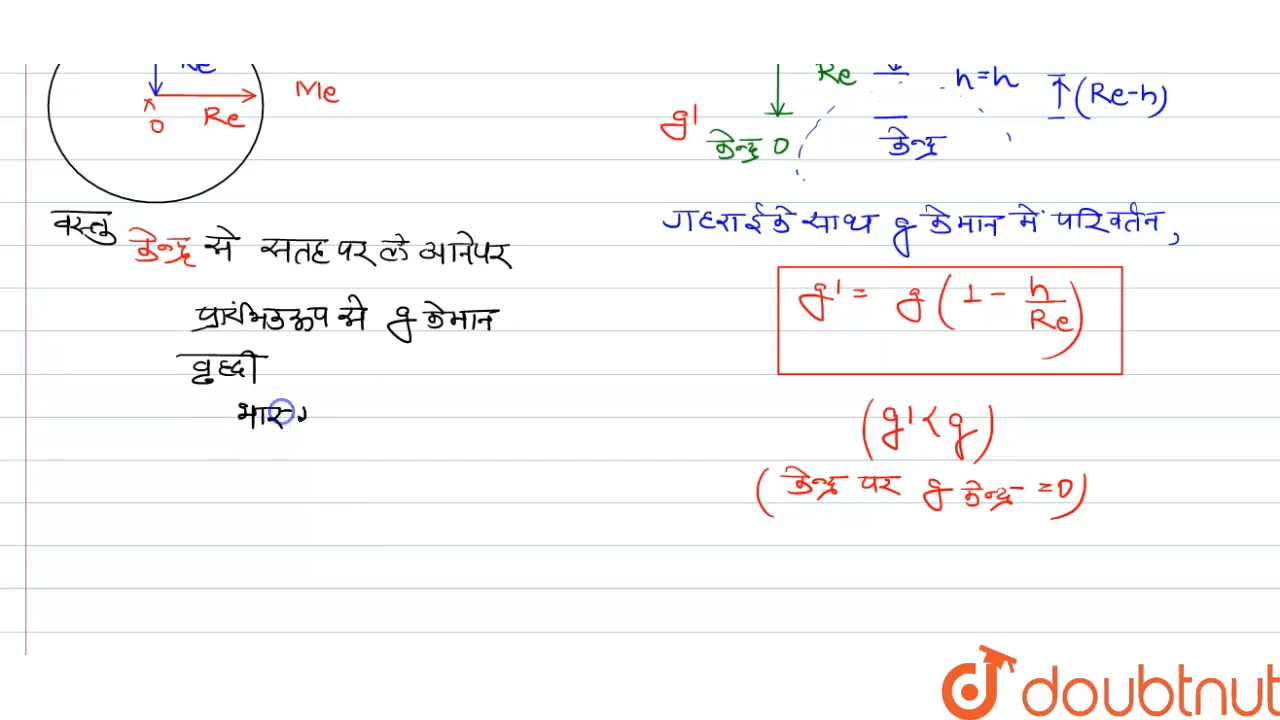 Re
Re
Me
O
वस्तु केन्द्र से सतह पर ले आने पर
प्रारंभिक रूप से g के मान
वृद्दी
भार
Re
h=h
(Re-h)
g'
केन्द्र O
केन्द्र
गहराई के साथ g के मान में परिवर्तन,
g' = g(1 - h/Re)
(g' < g)
(केन्द्र पर g केन्द्र =0)
doubtnut